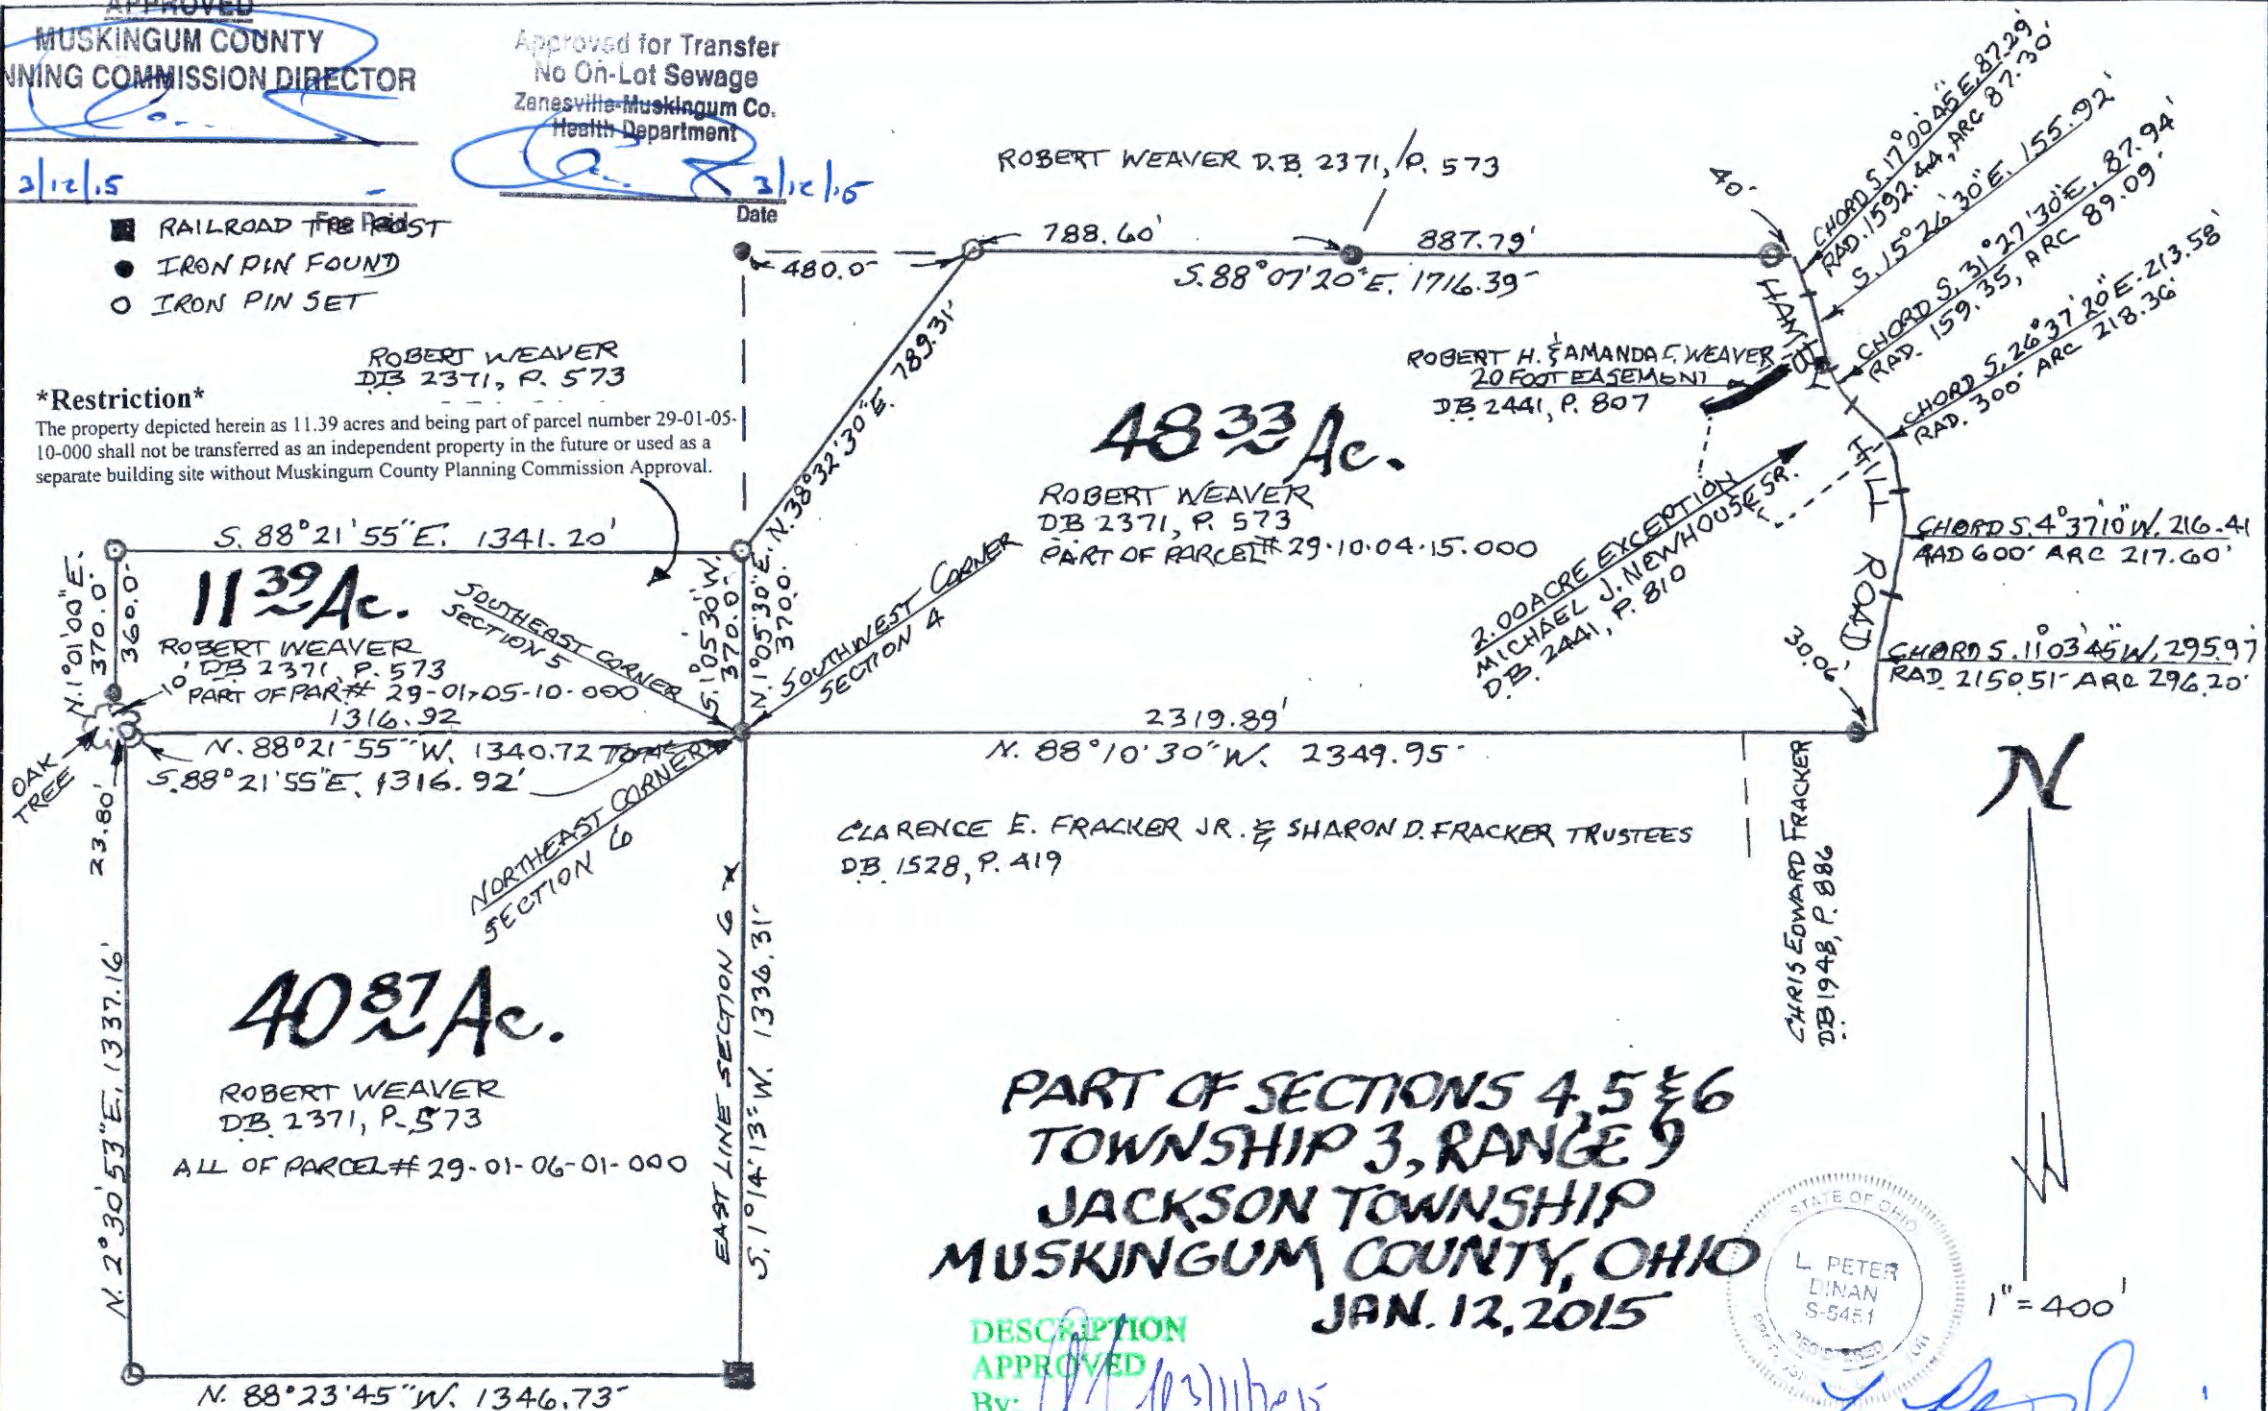 APPROVED
MUSKINGUM COUNTY
NNING COMMISSION DIRECTOR
3/12/15
Fee Paid
Approved for Transfer
No On-Lot Sewage
Zanesville-Muskingum Co.
Health Department
3/12/15
Date
RAILROAD TIE POST
IRON PIN FOUND
IRON PIN SET
ROBERT WEAVER
DB 2371, P. 573
*Restriction*
The property depicted herein as 11.39 acres and being part of parcel number 29-01-05-
10-000 shall not be transferred as an independent property in the future or used as a
separate building site without Muskingum County Planning Commission Approval.
ROBERT WEAVER D.B. 2371, P. 573
480.0'
788.60'
887.79'
S.88°07'20"E. 1716.39'
40'
CHORD S.17°00'45"E, 87.29'
RAD. 1592.44, ARC 87.30'
S.15°26'30"E. 155.92'
CHORD S.31°27'30"E, 87.94'
RAD. 159.35, ARC 89.09'
CHORD S.26°37'20"E-213.58'
RAD. 300' ARC 218.36'
CHORD S.4°37'10"W. 216.41
RAD 600' ARC 217.60'
CHORD S.11°03'45"W, 295.97
RAD. 2150.51' ARC 296.20'
HILL ROAD
ROBERT H. & AMANDA C. WEAVER
20 FOOT EASEMENT
DB 2441, P. 807
N.38°32'30"E. 789.31'
48 33 Ac.
ROBERT WEAVER
DB 2371, P. 573
PART OF PARCEL# 29-10-04-15.000
2.00 ACRE EXCEPTION
MICHAEL J. NEWHOUSE SR.
DB. 2441, P. 810
30.06'
S. 88°21'55"E. 1341.20'
N.1°01'00"E.
370.0'
360.0'
11 39 Ac.
ROBERT WEAVER
DB 2371, P. 573
PART OF PAR# 29-01-05-10-000
10'
SOUTHEAST CORNER
SECTION 5
S.1°05'30"W.
370.0'
N.1°05'30"E.
370.0'
SOUTHWEST CORNER
SECTION 4
1316.92
N. 88°21'55"W. 1340.72 TOTAL
S.88°21'55"E. 1316.92'
OAK
TREE
23.80'
NORTHEAST CORNER
SECTION 6
2319.89'
N. 88°10'30"W. 2349.95'
CLARENCE E. FRACKER JR. & SHARON D. FRACKER TRUSTEES
DB. 1528, P. 419
CHRIS EDWARD FRACKER
DB 1948, P. 886
N
N. 2°30'53"E. 1337.16'
40 87 Ac.
ROBERT WEAVER
DB 2371, P. 573
ALL OF PARCEL# 29-01-06-01-000
EAST LINE SECTION 6
S. 1°14'13"W. 1336.31'
N. 88°23'45"W. 1346.73'
PART OF SECTIONS 4,5 & 6
TOWNSHIP 3, RANGE 9
JACKSON TOWNSHIP
MUSKINGUM COUNTY, OHIO
JAN. 12, 2015
DESCRIPTION
APPROVED
By:
03/11/2015
STATE OF OHIO
L. PETER
DINAN
S-5451
REGISTERED
1"=400'